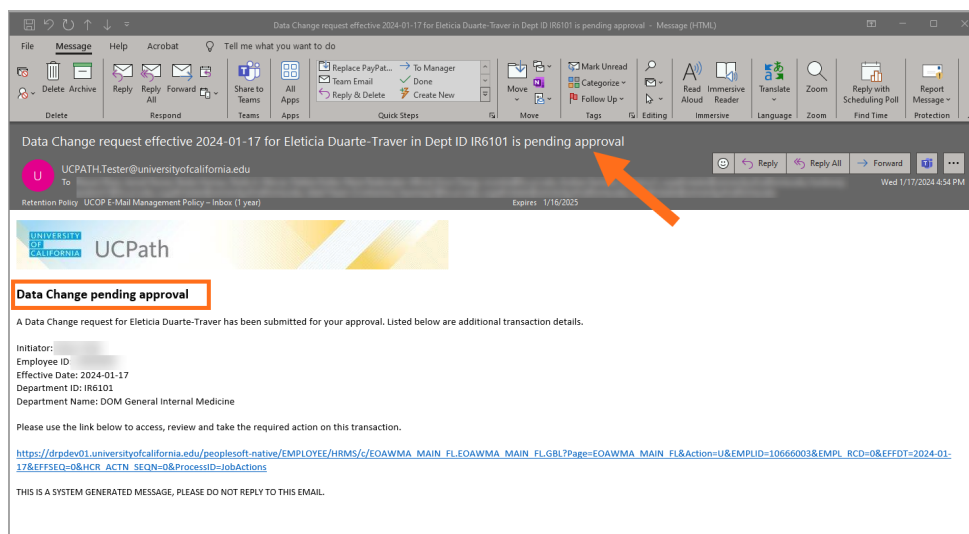 Data Change request effective 2024-01-17 for Eleticia Duarte-Traver in Dept ID IR6101 is pending approval – Message (HTML)
File Message Help Acrobat Tell me what you want to do
Delete Archive Reply Reply All Forward Share to Teams All Apps
Replace PayPat... To Manager
Team Email Done
Reply & Delete Create New
Move
Mark Unread
Categorize
Follow Up
Read Aloud Immersive Reader Translate Zoom Reply with Scheduling Poll Report Message
Delete Respond Teams Apps Quick Steps Move Tags Editing Immersive Language Zoom Find Time Protection
Data Change request effective 2024-01-17 for Eleticia Duarte-Traver in Dept ID IR6101 is pending approval
U
UCPATH.Tester@universityofcalifornia.edu
Reply Reply All Forward
To
Wed 1/17/2024 4:54 PM
Retention Policy UCOP E-Mail Management Policy – Inbox (1 year) Expires 1/16/2025
UNIVERSITY
OF
CALIFORNIA
UCPath
Data Change pending approval
A Data Change request for Eleticia Duarte-Traver has been submitted for your approval. Listed below are additional transaction details.
Initiator:
Employee ID
Effective Date: 2024-01-17
Department ID: IR6101
Department Name: DOM General Internal Medicine
Please use the link below to access, review and take the required action on this transaction.
https://drpdev01.universityofcalifornia.edu/peoplesoft-native/EMPLOYEE/HRMS/c/EOAWMA_MAIN_FL.EOAWMA_MAIN_FL.GBL?Page=EOAWMA_MAIN_FL&Action=U&EMPLID=10666003&EMPL_RCD=0&EFFDT=2024-01-
17&EFFSEQ=0&HCR_ACTN_SEQN=0&ProcessID=JobActions
THIS IS A SYSTEM GENERATED MESSAGE, PLEASE DO NOT REPLY TO THIS EMAIL.